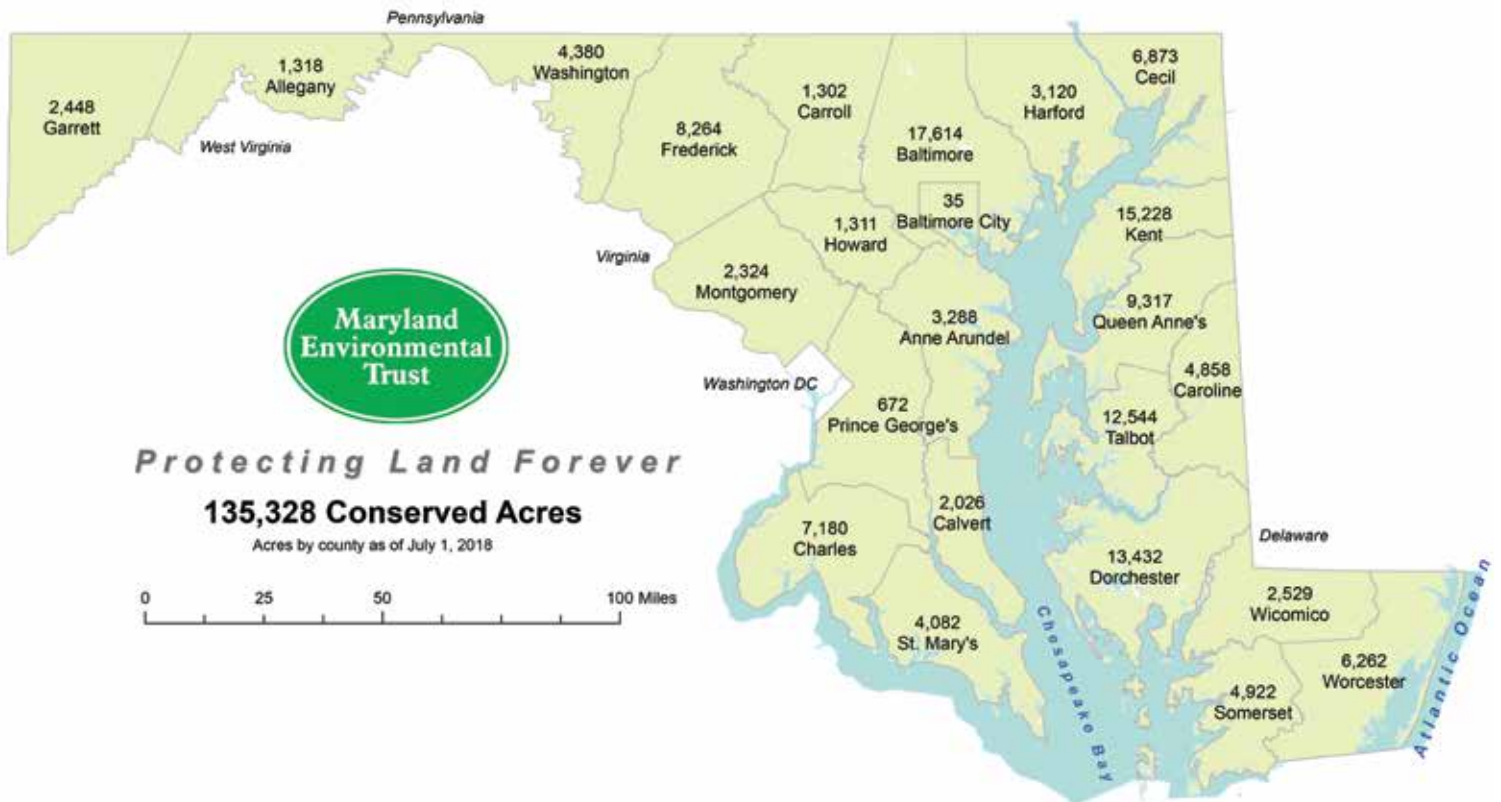 Pennsylvania
2,448
Garrett
1,318
Allegany
4,380
Washington
8,264
Frederick
1,302
Carroll
17,614
Baltimore
3,120
Harford
6,873
Cecil
West Virginia
35
Baltimore City
15,228
Kent
1,311
Howard
Virginia
2,324
Montgomery
3,288
Anne Arundel
9,317
Queen Anne's
4,858
Caroline
Washington DC
672
Prince George's
12,544
Talbot
Maryland
Environmental
Trust
Protecting Land Forever
135,328 Conserved Acres
Acres by county as of July 1, 2018
0 25 50 100 Miles
7,180
Charles
2,026
Calvert
4,082
St. Mary's
13,432
Dorchester
Delaware
2,529
Wicomico
6,262
Worcester
4,922
Somerset
Chesapeake Bay
Atlantic Ocean